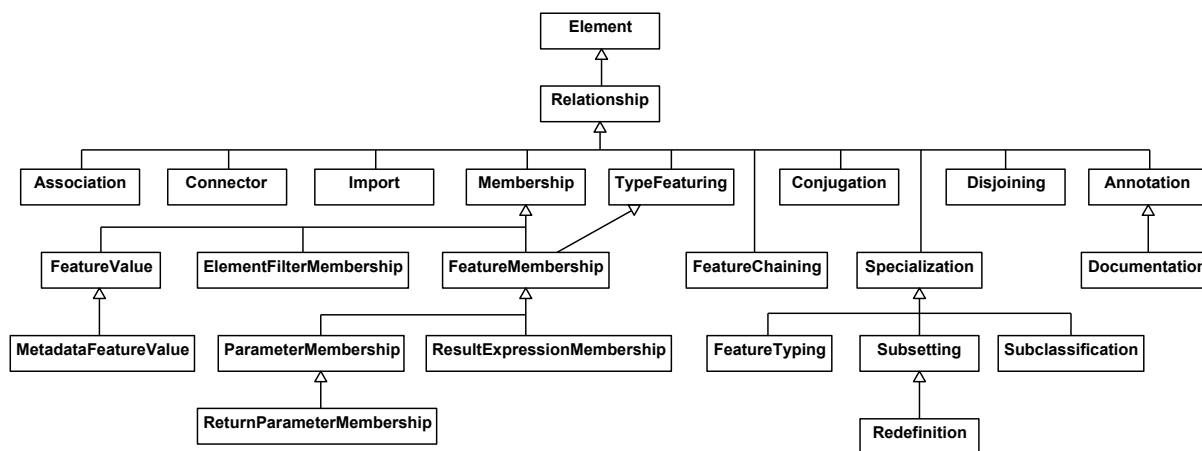 Element
Relationship
Association
Connector
Import
Membership
TypeFeaturing
Conjugation
Disjoining
Annotation
FeatureValue
ElementFilterMembership
FeatureMembership
FeatureChaining
Specialization
Documentation
MetadataFeatureValue
ParameterMembership
ResultExpressionMembership
FeatureTyping
Subsetting
Subclassification
ReturnParameterMembership
Redefinition